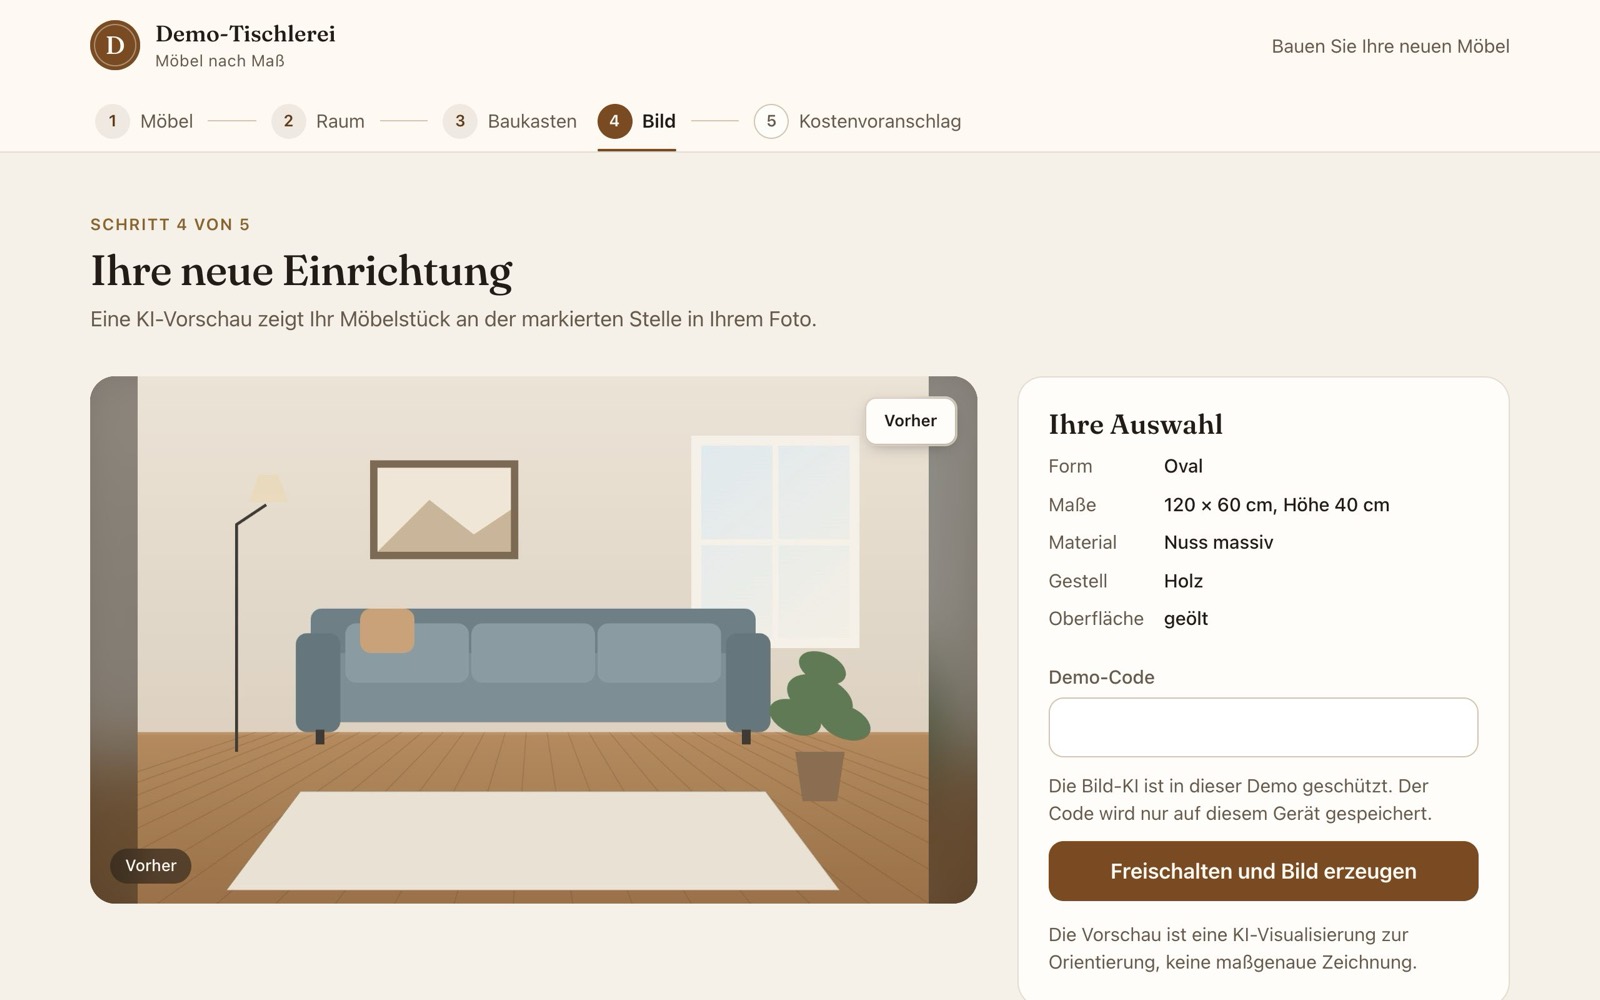 D
Demo-Tischlerei
Möbel nach Maß
Bauen Sie Ihre neuen Möbel
1 Möbel 2 Raum 3 Baukasten 4 Bild 5 Kostenvoranschlag
SCHRITT 4 VON 5
Ihre neue Einrichtung
Eine KI-Vorschau zeigt Ihr Möbelstück an der markierten Stelle in Ihrem Foto.
Vorher
Vorher
Ihre Auswahl
Form Oval
Maße 120 × 60 cm, Höhe 40 cm
Material Nuss massiv
Gestell Holz
Oberfläche geölt
Demo-Code
Die Bild-KI ist in dieser Demo geschützt. Der
Code wird nur auf diesem Gerät gespeichert.
Freischalten und Bild erzeugen
Die Vorschau ist eine KI-Visualisierung zur
Orientierung, keine maßgenaue Zeichnung.